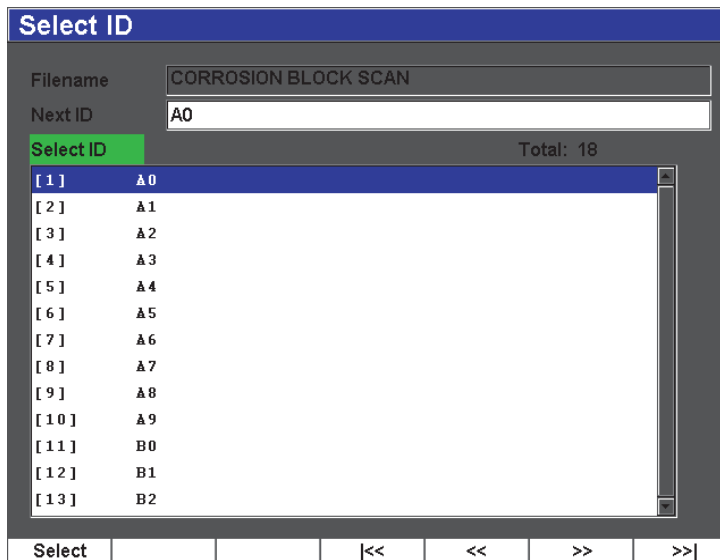 Select ID
Filename CORROSION BLOCK SCAN
Next ID A0
Select ID Total: 18
[1] A0
[2] A1
[3] A2
[4] A3
[5] A4
[6] A5
[7] A6
[8] A7
[9] A8
[10] A9
[11] B0
[12] B1
[13] B2
Select |<< << >> >>|